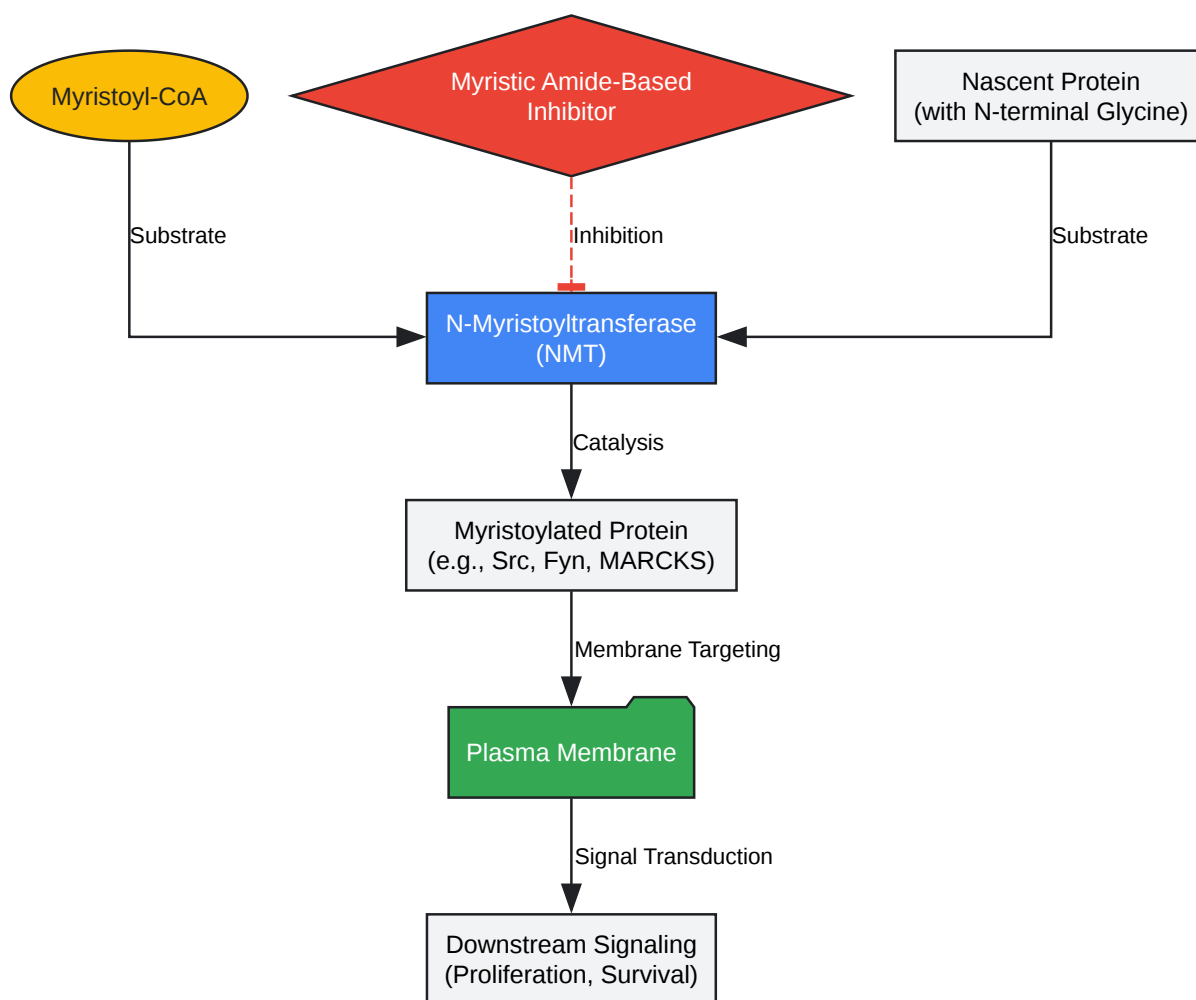 Myristoyl-CoA
Myristic Amide-Based
Inhibitor
Nascent Protein
(with N-terminal Glycine)
Substrate
Inhibition
Substrate
N-Myristoyltransferase
(NMT)
Catalysis
Myristoylated Protein
(e.g., Src, Fyn, MARCKS)
Membrane Targeting
Plasma Membrane
Signal Transduction
Downstream Signaling
(Proliferation, Survival)